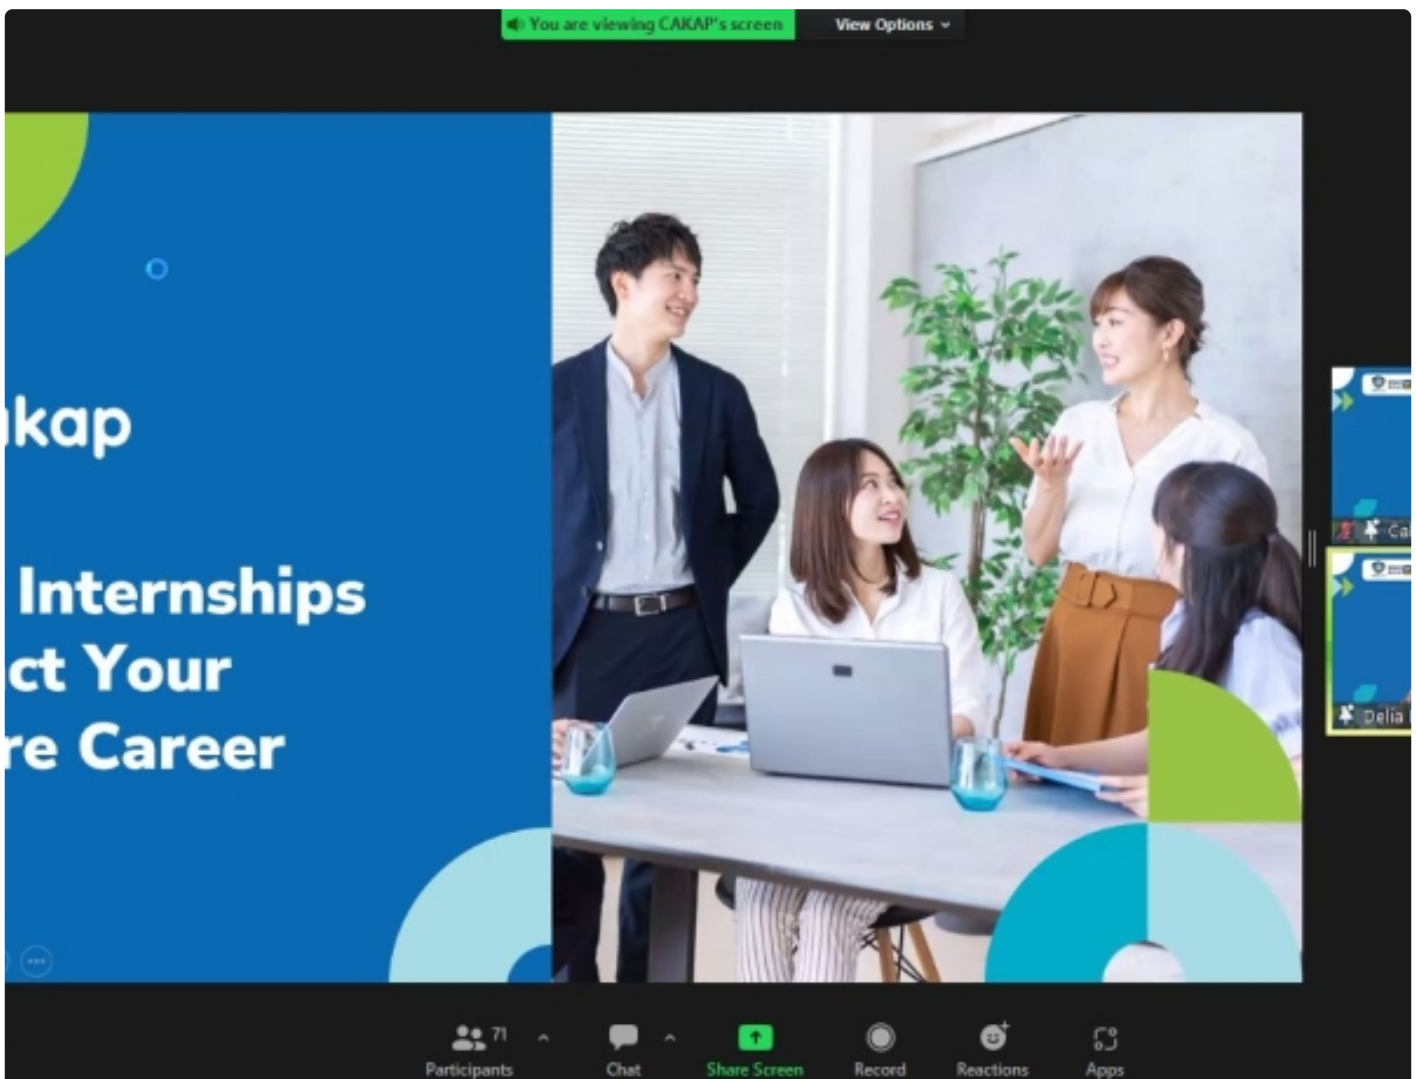 You are viewing CAKAP's screen
View Options
kap
Internships
ct Your
re Career
Delia
71
Participants
Chat
Share Screen
Record
Reactions
Apps